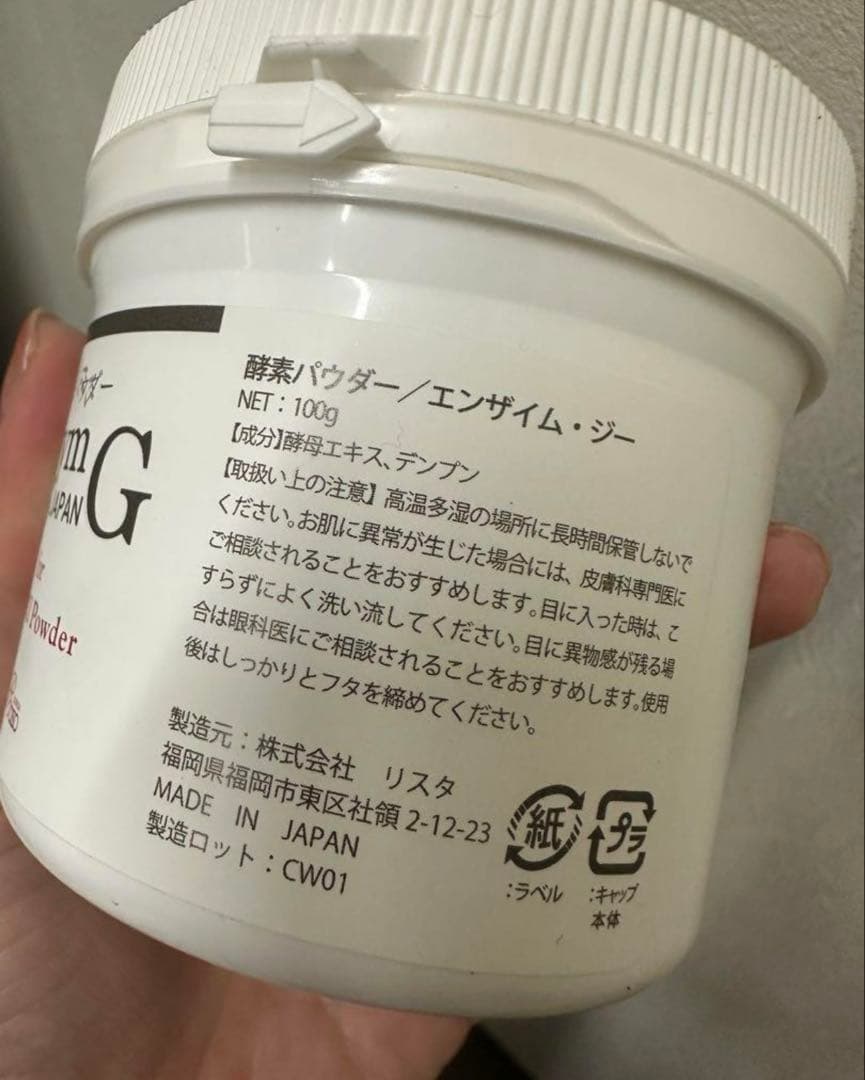 パウダー
ym G
JAPAN
Powder
酵素パウダー／エンザイム・ジー
NET：100g
【成分】酵母エキス、デンプン
【取扱い上の注意】高温多湿の場所に長時間保管しないで
ください。お肌に異常が生じた場合には、皮膚科専門医に
ご相談されることをおすすめします。目に入った時は、こ
すらずによく洗い流してください。目に異物感が残る場
合は眼科医にご相談されることをおすすめします。使用
後はしっかりとフタを締めてください。
製造元：株式会社 リスタ
福岡県福岡市東区社領 2-12-23
MADE IN JAPAN
製造ロット：CW01
紙 プラ
：ラベル ：キャップ
本体